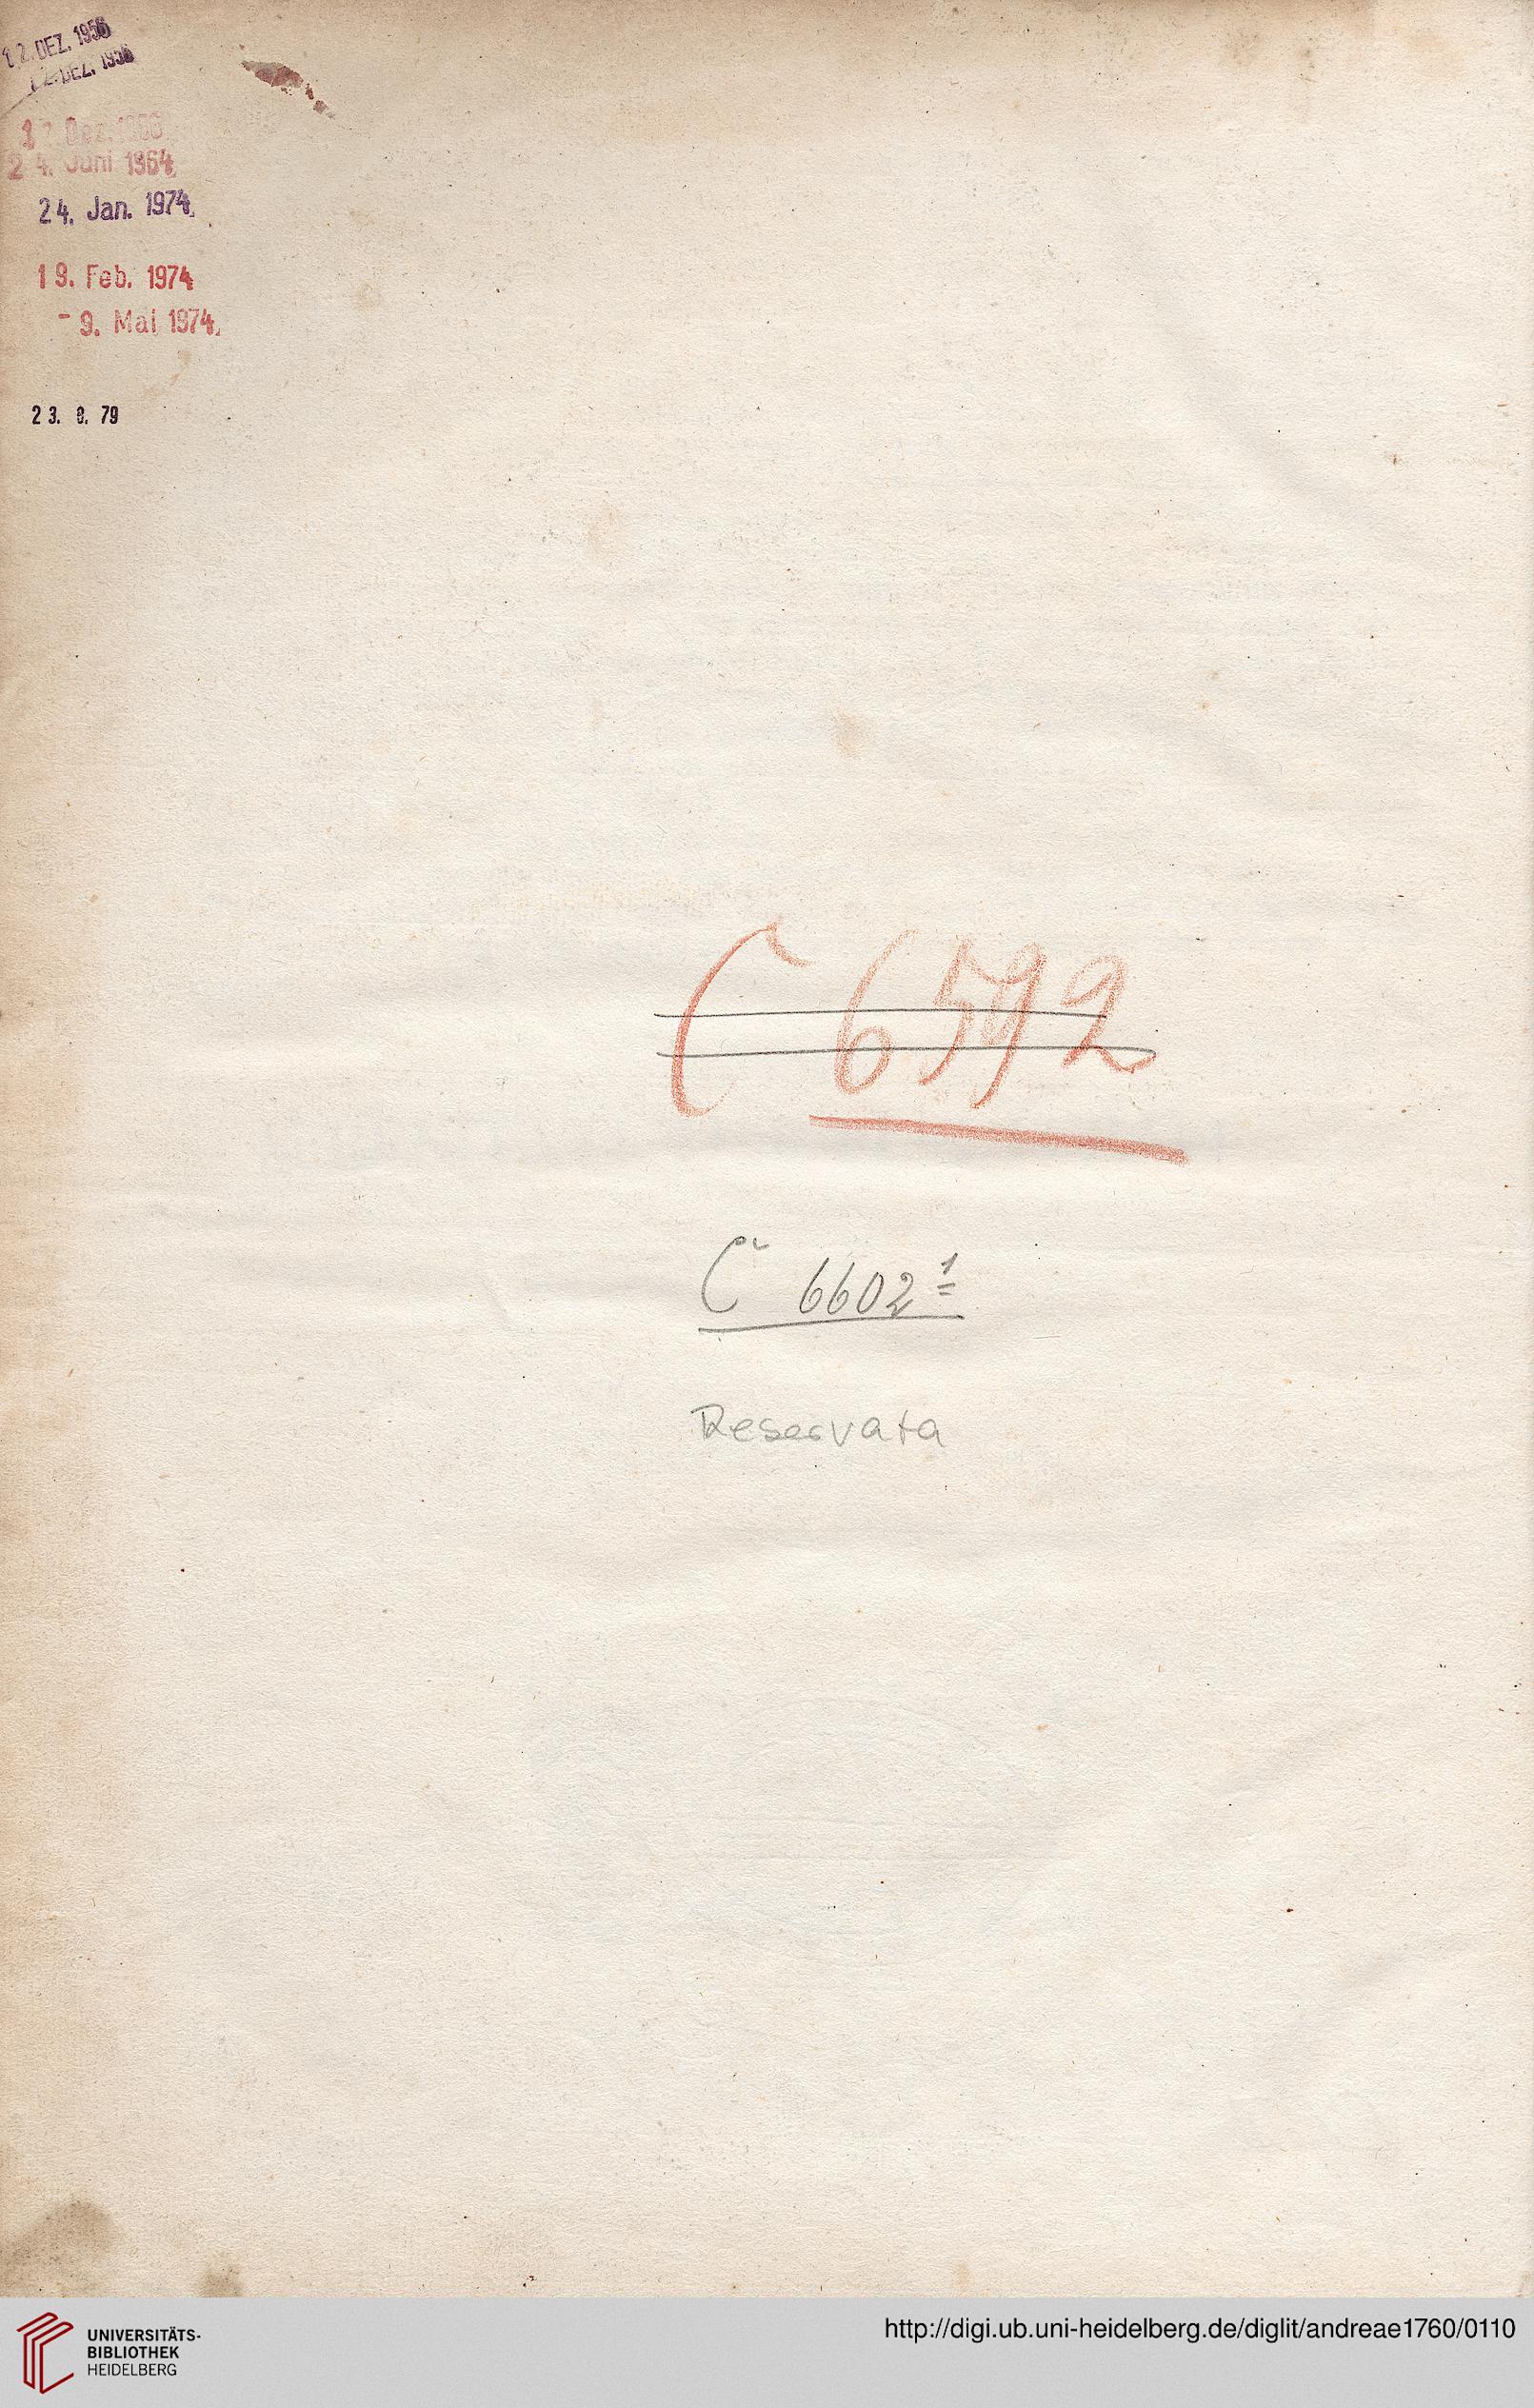 12. DEZ. 1956
12. DEZ. 1956
24. Juni 1964
24. Jan. 1974
19. Feb. 1974
- 9. Mai 1974
23. 8. 79
C 6592
C 6602 1
Reservata
UNIVERSITÄTS-
BIBLIOTHEK
HEIDELBERG
http://digi.ub.uni-heidelberg.de/diglit/andreae1760/0110